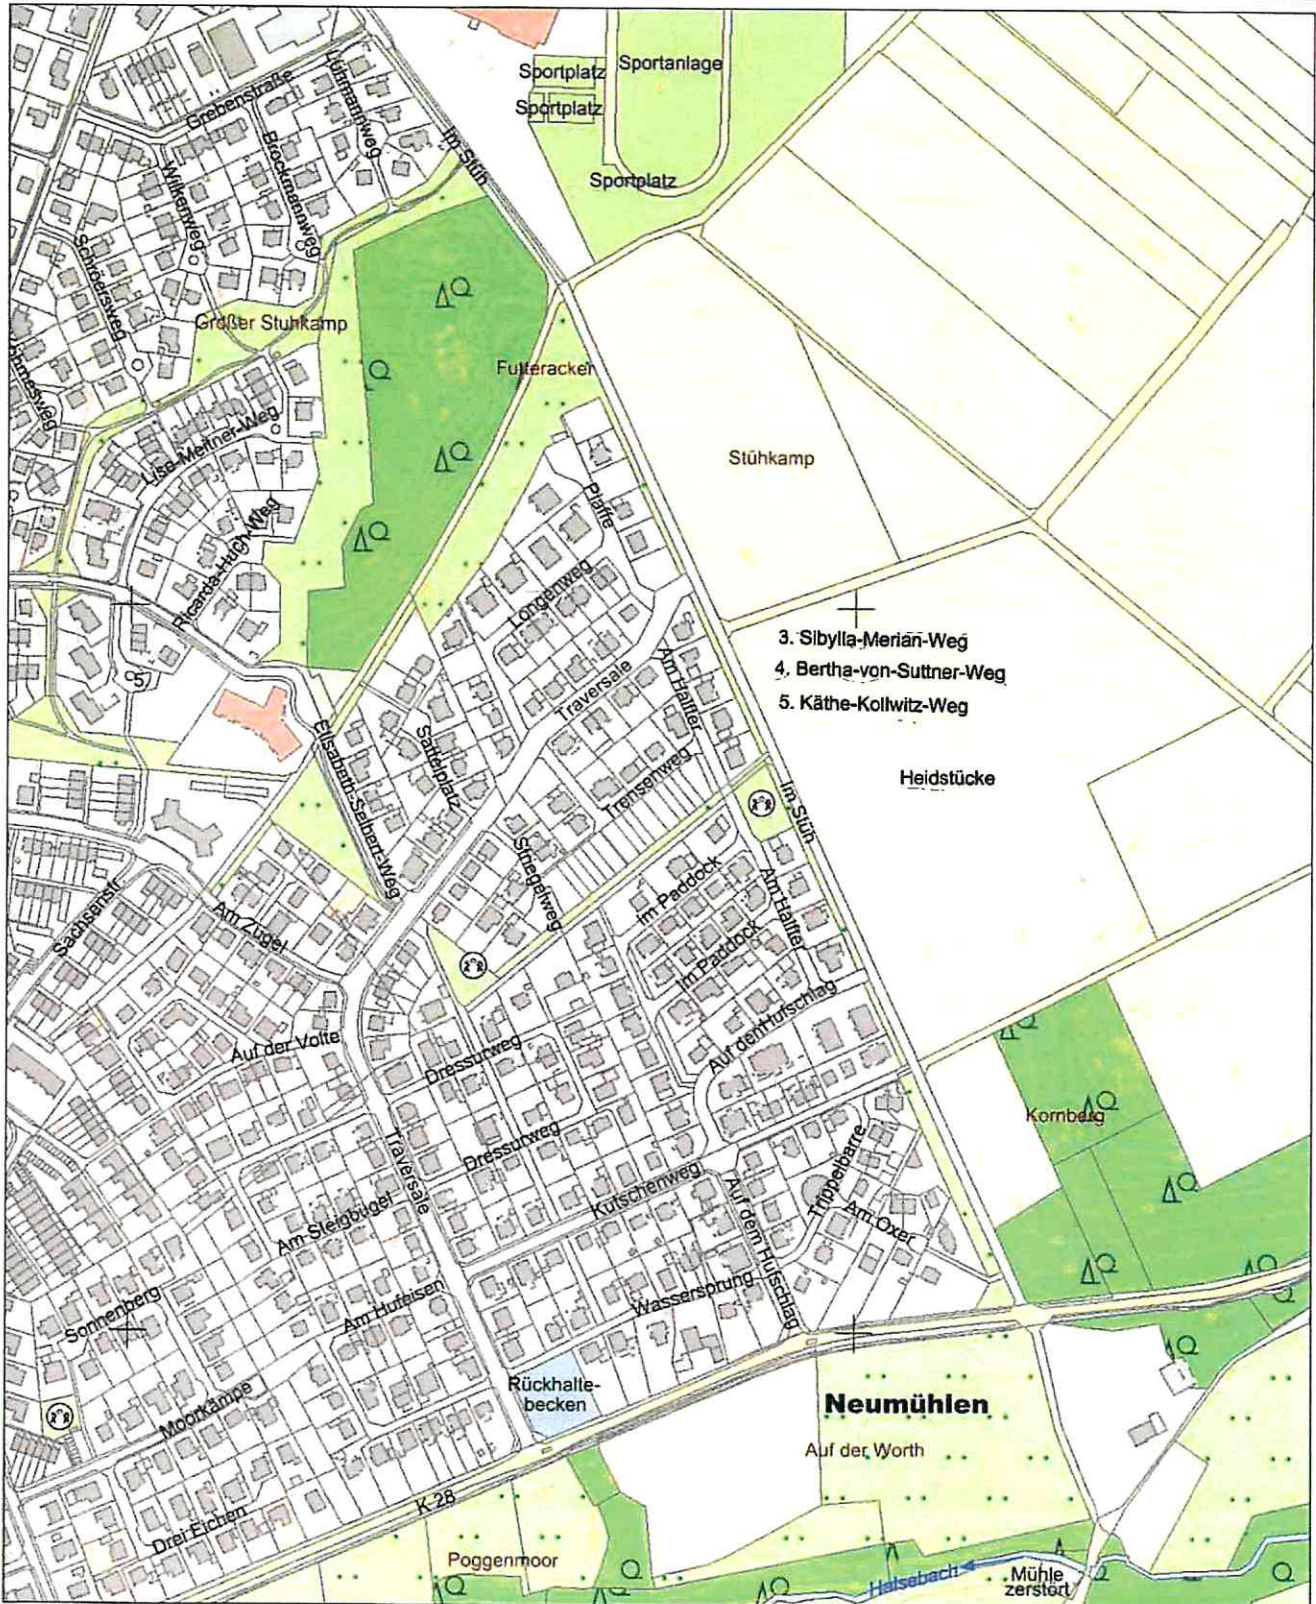 Sportplatz
Sportanlage
Sportplatz
Sportplatz
Grebenstraße
Lührmannweg
Im Stüh
Brockmannweg
Wilkenweg
Schröersweg
Großer Stuhkamp
Futteracker
Lise-Meitner-Weg
Stühkamp
Plaffe
Ricarda-Huch-Weg
Longenweg
3. Sibylla-Merian-Weg
4. Bertha-von-Suttner-Weg
5. Käthe-Kollwitz-Weg
5
Traversale
Am Halfter
Elisabeth-Selbert-Weg
Sattelplatz
Trensenweg
Heidstücke
Im Stüh
Striegelweg
Sachsenstr
Am Zügel
Im Paddock
Im Paddock
Am Halfter
Auf der Volte
Auf den Hufschlag
Dressurweg
Dressurweg
Kornberg
Traversale
Trippelbarre
Kutschenweg
Am Steigbügel
Auf dem Hufschlag
Am Oxer
Sonnenberg
Am Hufeisen
Wassersprung
Rückhalte-
becken
Neumühlen
Moorkämpe
Auf der Worth
K 28
Drei Eichen
Poggenmoor
Halsebach
Mühle
zerstört